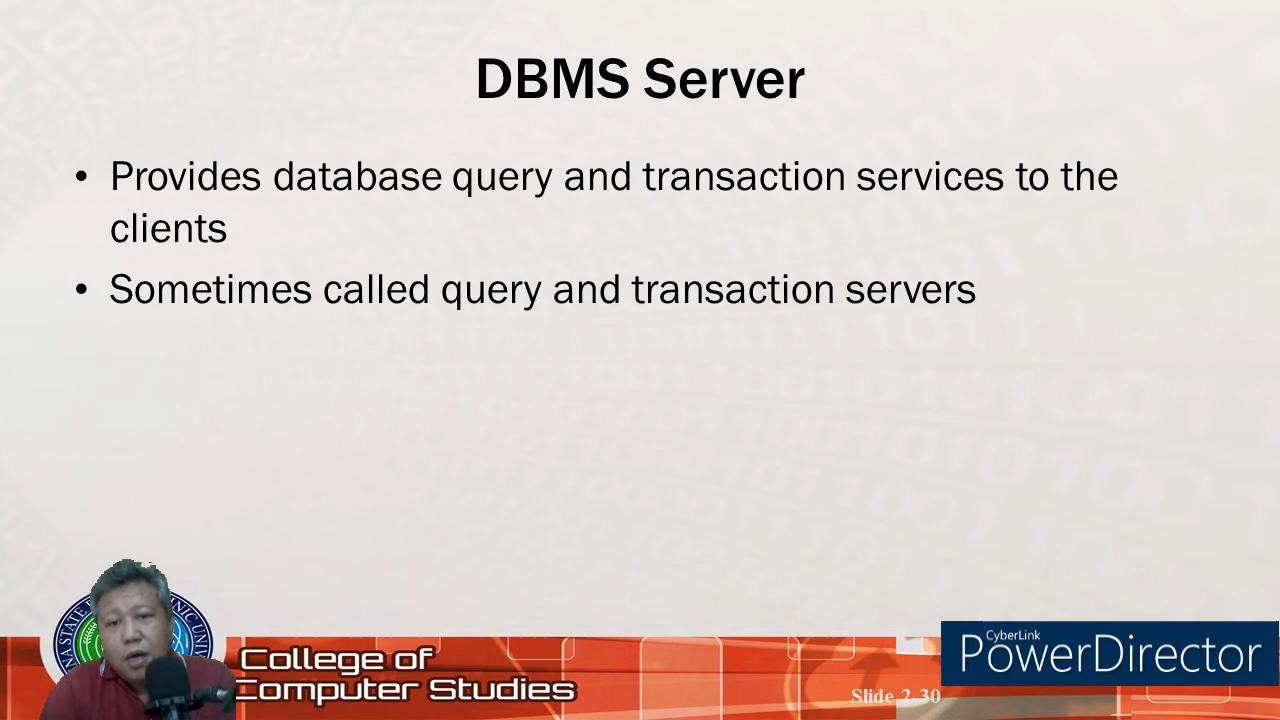 DBMS Server
• Provides database query and transaction services to the
clients
• Sometimes called query and transaction servers
College of
Computer Studies
Slide 2-30
CyberLink
PowerDirector